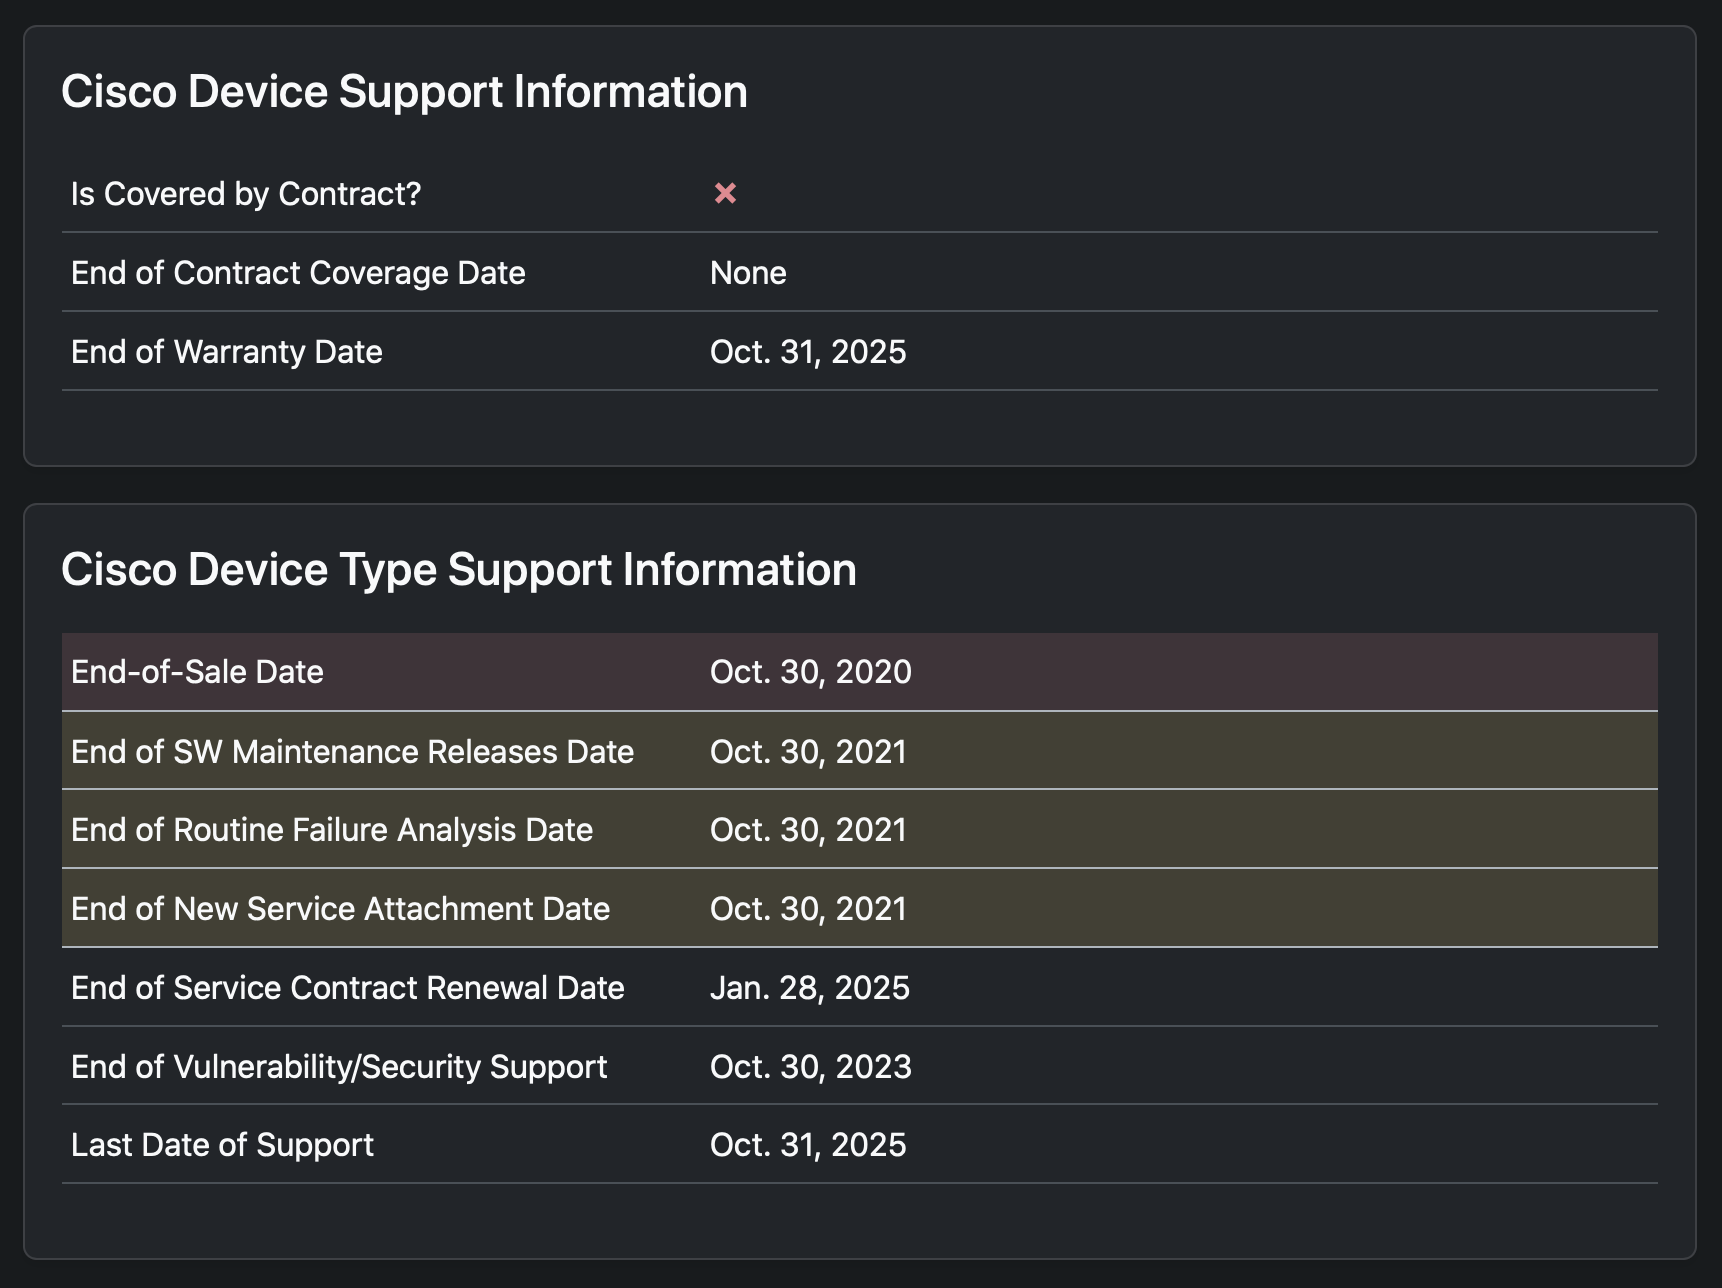 Cisco Device Support Information
Is Covered by Contract?
End of Contract Coverage Date None
End of Warranty Date Oct. 31, 2025
Cisco Device Type Support Information
End-of-Sale Date Oct. 30, 2020
End of SW Maintenance Releases Date Oct. 30, 2021
End of Routine Failure Analysis Date Oct. 30, 2021
End of New Service Attachment Date Oct. 30, 2021
End of Service Contract Renewal Date Jan. 28, 2025
End of Vulnerability/Security Support Oct. 30, 2023
Last Date of Support Oct. 31, 2025